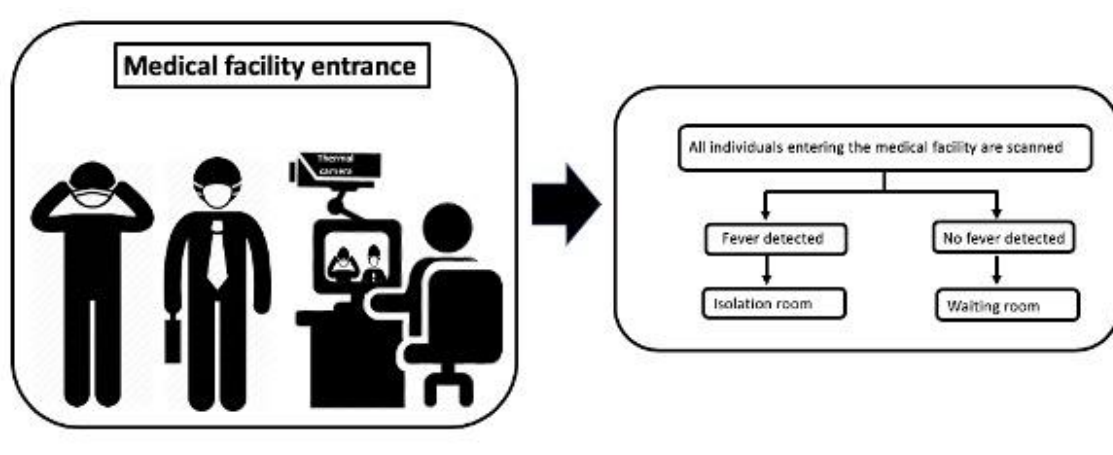 Medical facility entrance
Thermal
camera
All individuals entering the medical facility are scanned
Fever detected
No fever detected
Isolation room
Waiting room